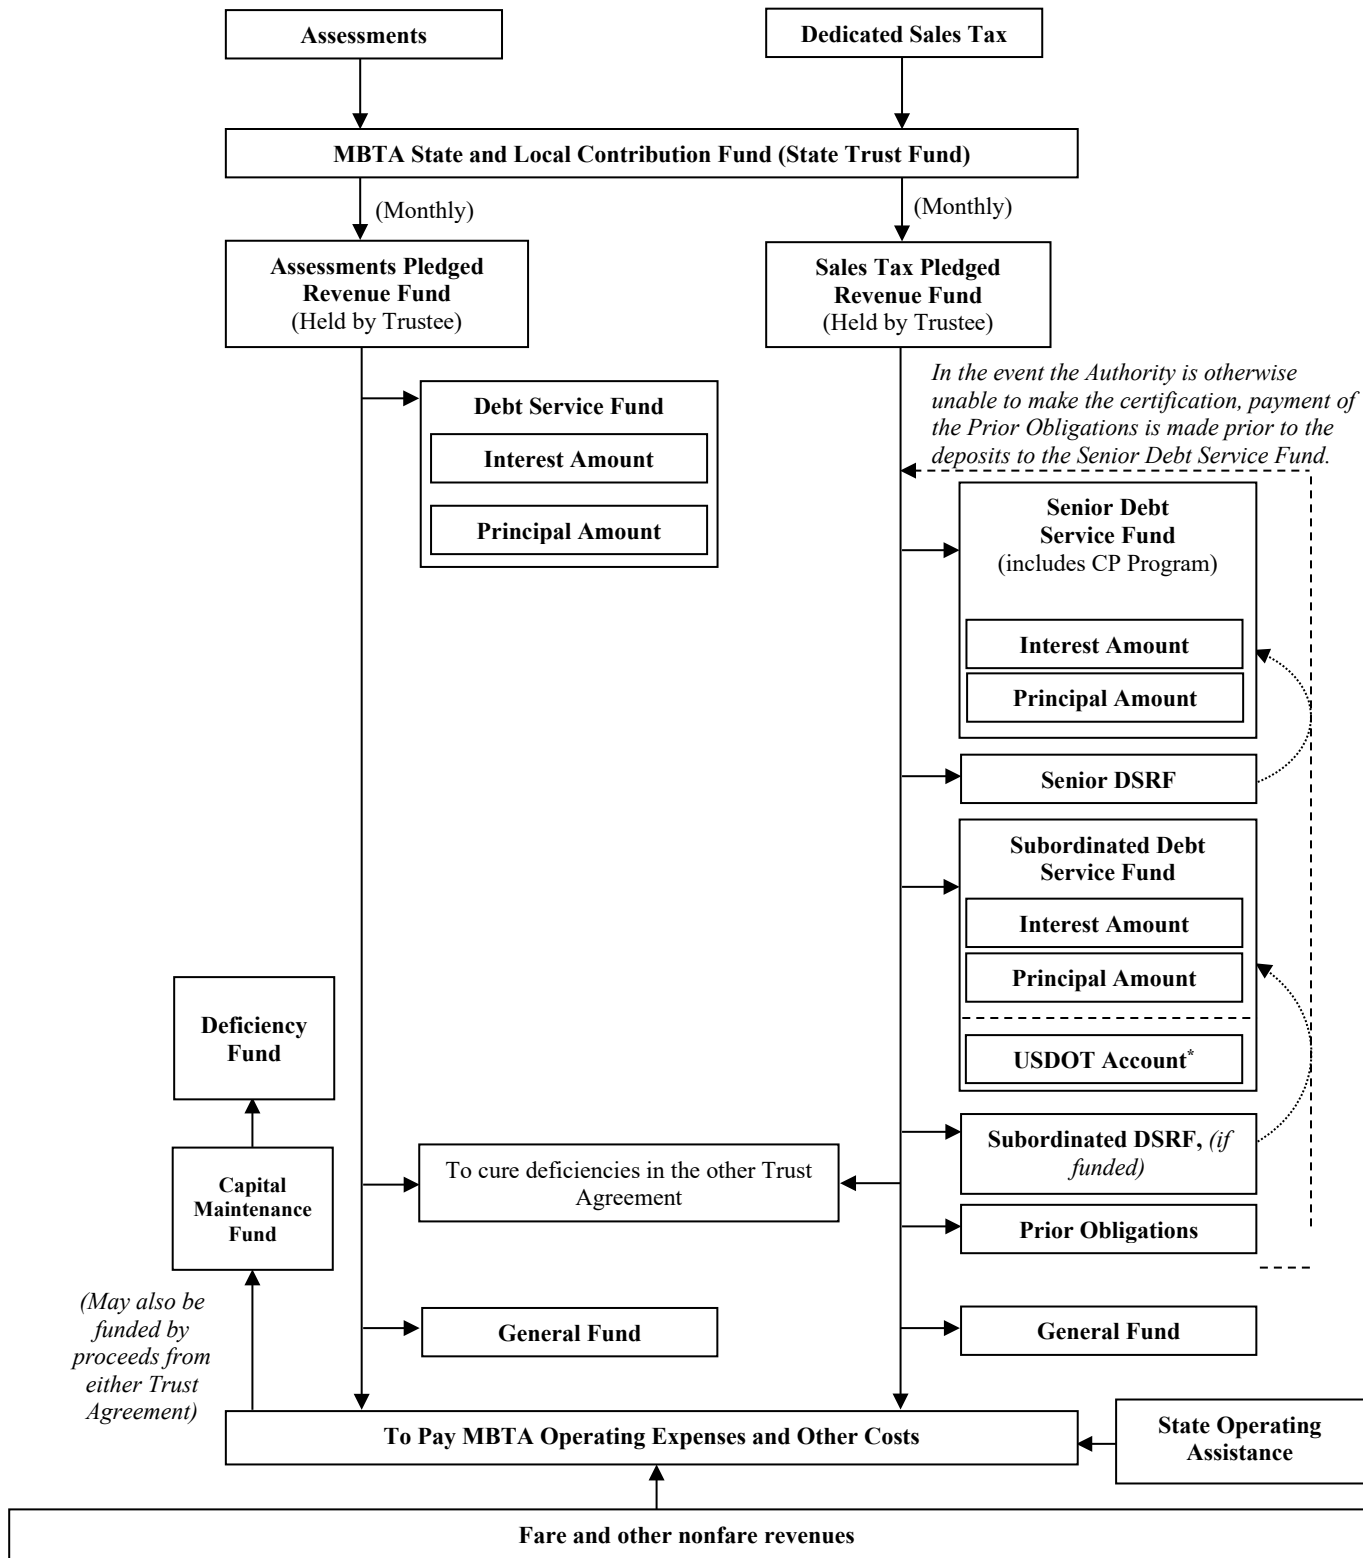 Assessments
Dedicated Sales Tax
MBTA State and Local Contribution Fund (State Trust Fund)
(Monthly)
(Monthly)
Assessments Pledged
Revenue Fund
(Held by Trustee)
Sales Tax Pledged
Revenue Fund
(Held by Trustee)
In the event the Authority is otherwise
unable to make the certification, payment of
the Prior Obligations is made prior to the
deposits to the Senior Debt Service Fund.
Debt Service Fund
Interest Amount
Principal Amount
Senior Debt
Service Fund
(includes CP Program)
Interest Amount
Principal Amount
Senior DSRF
Subordinated Debt
Service Fund
Interest Amount
Principal Amount
USDOT Account*
Deficiency
Fund
Capital
Maintenance
Fund
To cure deficiencies in the other Trust
Agreement
Subordinated DSRF, (if
funded)
Prior Obligations
(May also be
funded by
proceeds from
either Trust
Agreement)
General Fund
General Fund
To Pay MBTA Operating Expenses and Other Costs
State Operating
Assistance
Fare and other nonfare revenues